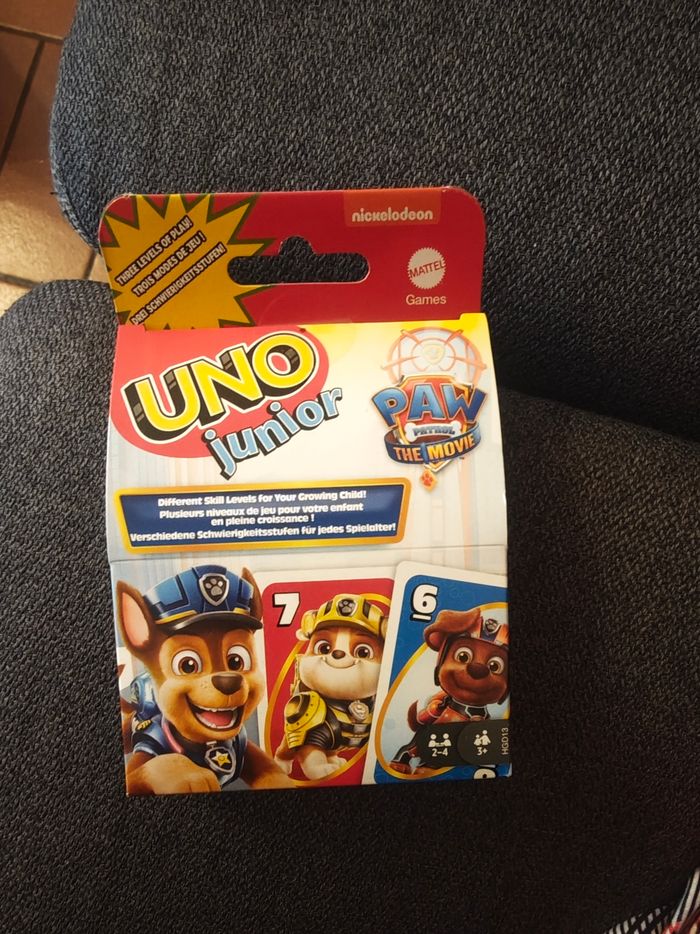 nickelodeon
THREE LEVELS OF PLAY!
TROIS MODES DE JEU !
DREI SCHWIERIGKEITSSTUFEN!
MATTEL
Games
UNO
junior
PAW
PATROL
THE MOVIE
Different Skill Levels for Your Growing Child!
Plusieurs niveaux de jeu pour votre enfant
en pleine croissance !
Verschiedene Schwierigkeitsstufen für jedes Spielalter!
7
6
2-4
3+
HGD13